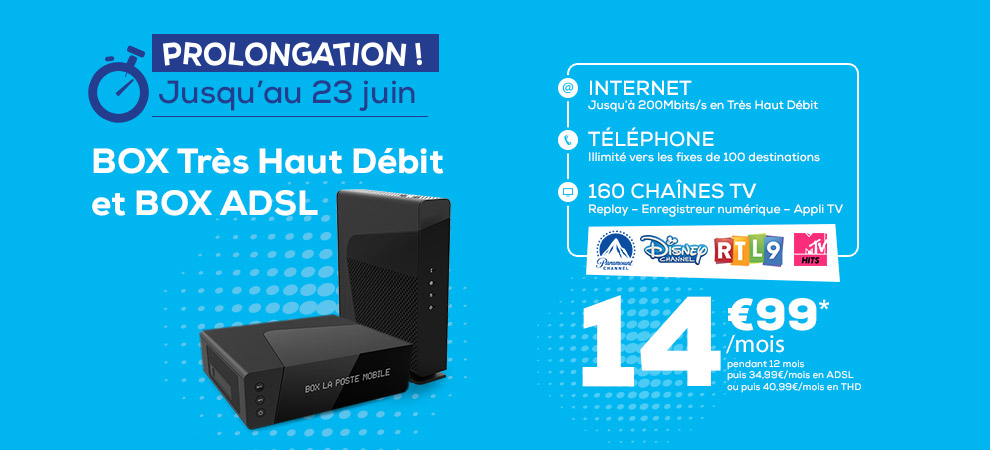 PROLONGATION !
Jusqu'au 23 juin
BOX Très Haut Débit
et BOX ADSL
BOX LA POSTE MOBILE
@ INTERNET
Jusqu'à 200Mbits/s en Très Haut Débit
TÉLÉPHONE
Illimité vers les fixes de 100 destinations
160 CHAÎNES TV
Replay – Enregistreur numérique – Appli TV
Paramount
CHANNEL
Disney
CHANNEL
RTL9
MTV
HITS
14€99*
/mois
pendant 12 mois
puis 34,99€/mois en ADSL
ou puis 40,99€/mois en THD